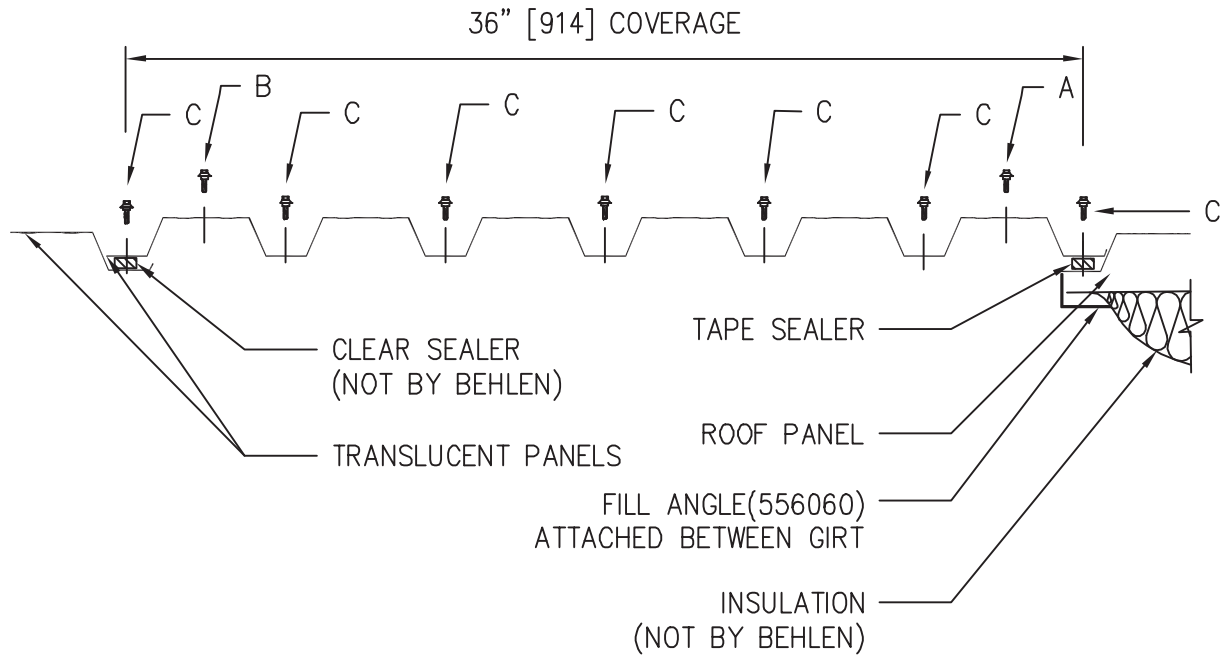 36” [914] COVERAGE
C
B
C
C
C
C
C
A
C
CLEAR SEALER
(NOT BY BEHLEN)
TRANSLUCENT PANELS
TAPE SEALER
ROOF PANEL
FILL ANGLE(556060)
ATTACHED BETWEEN GIRT
INSULATION
(NOT BY BEHLEN)